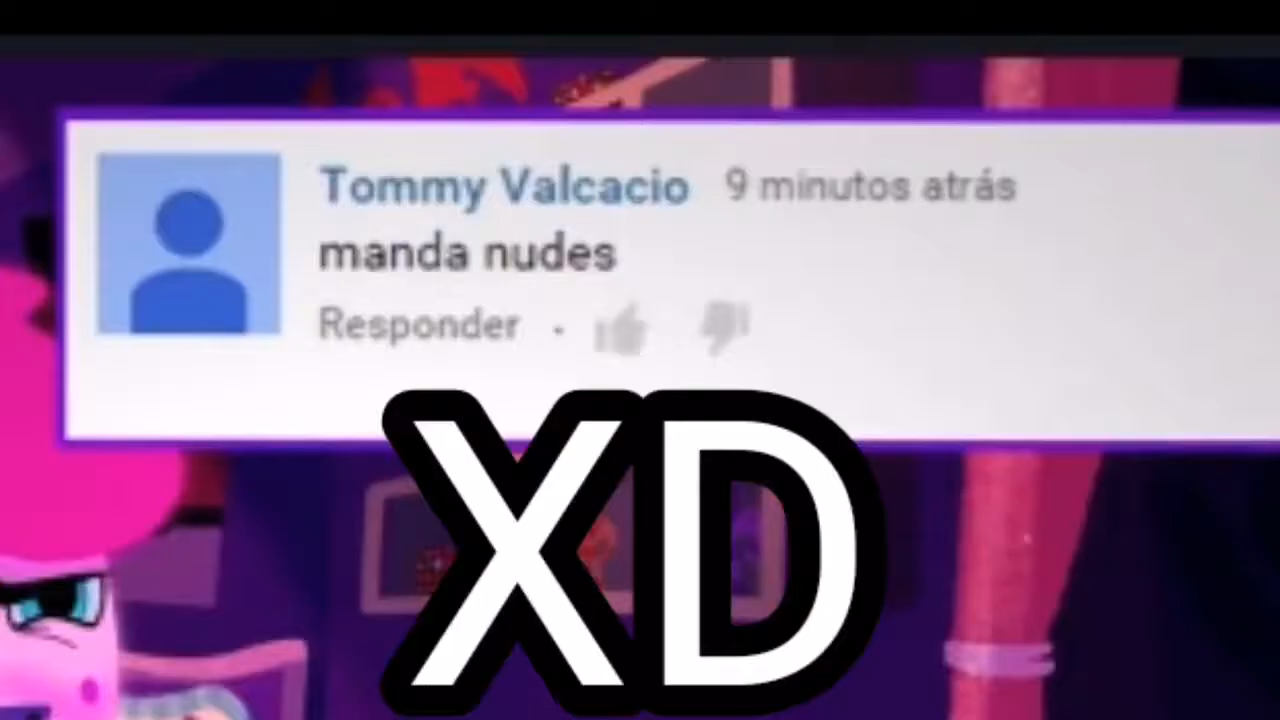 Tommy Valcacio 9 minutos atrás
manda nudes
Responder
XD